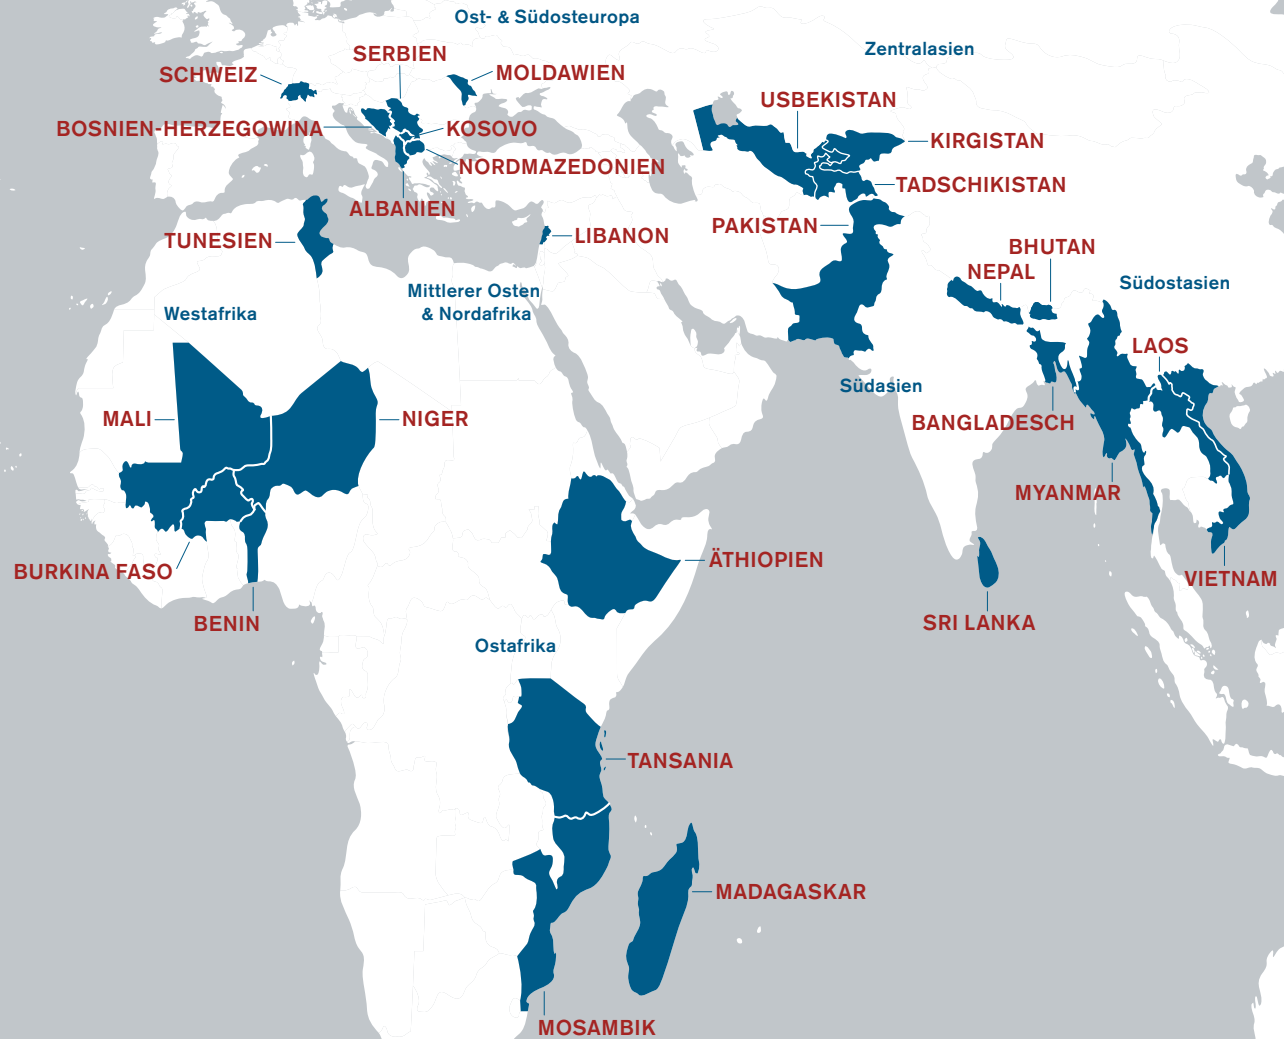 Ost- & Südosteuropa
Zentralasien
SERBIEN
SCHWEIZ
MOLDAWIEN
USBEKISTAN
BOSNIEN-HERZEGOWINA
KOSOVO
KIRGISTAN
NORDMAZEDONIEN
TADSCHIKISTAN
ALBANIEN
PAKISTAN
TUNESIEN
LIBANON
BHUTAN
NEPAL
Südostasien
Mittlerer Osten
& Nordafrika
Westafrika
LAOS
Südasien
MALI
NIGER
BANGLADESCH
MYANMAR
ÄTHIOPIEN
BURKINA FASO
VIETNAM
BENIN
SRI LANKA
Ostafrika
TANSANIA
MADAGASKAR
MOSAMBIK